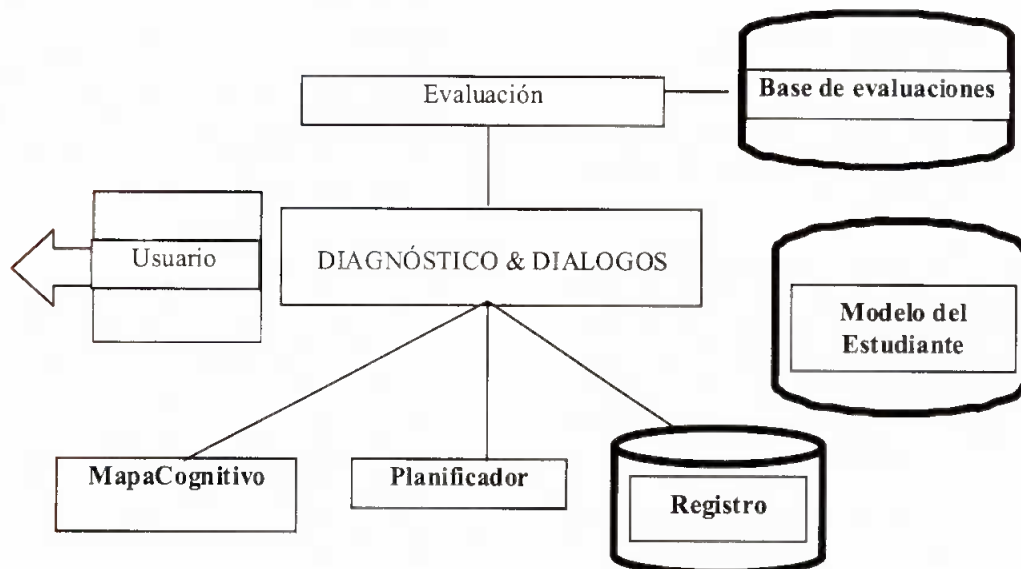 Evaluación
Base de evaluaciones
Usuario
DIAGNÓSTICO & DIALOGOS
Modelo del
Estudiante
MapaCognitivo
Planificador
Registro